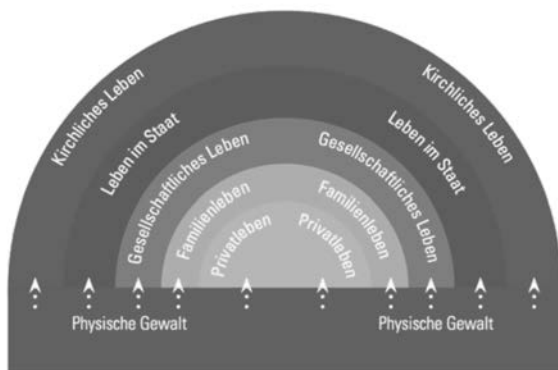 Kirchliches Leben
Kirchliches Leben
Leben im Staat
Leben im Staat
Gesellschaftliches Leben
Gesellschaftliches Leben
Familienleben
Familienleben
Privatleben
Privatleben
Physische Gewalt
Physische Gewalt